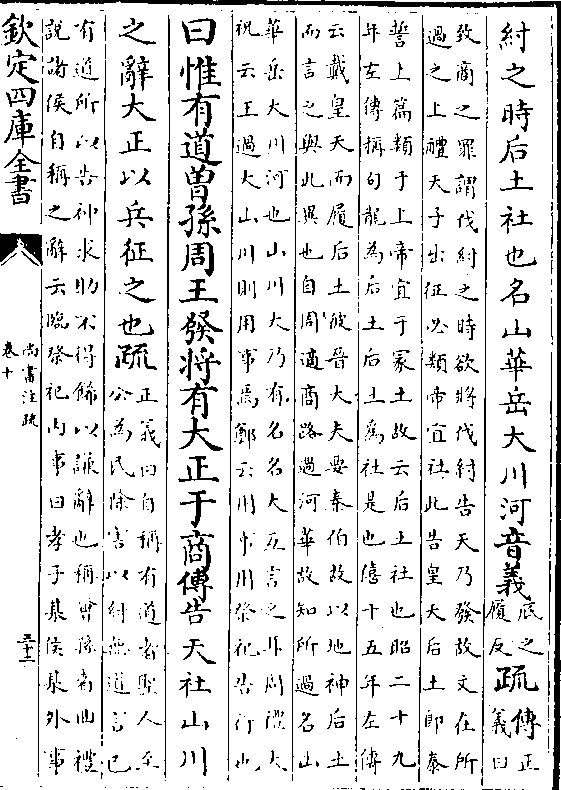 紂之時后土社也名山華岳大川河音義
底之
履反
疏
傳正
義曰
致商之罪謂伐紂之時欲將伐紂告天乃發故文在所
過之上禮天子出征必類帝宜社此告皇天后土即泰
誓上篇類于上帝宜于冢土故云后土社也昭二十九
年左傳稱句龍為后土后土為社是也僖十五年左傳
云戴皇天而履后土彼晉大夫要秦伯故以地神后土
而言之與此異也自周適商路過河華故知所過名山
華岳大川河也山川大乃有名名大互言之耳周禮大
祝云王過大山川則用事焉鄭云用事用祭祀告行也
曰惟有道曾孫周王發將有大正于商傳告天社山川
之辭大正以兵征之也疏
正義曰自稱有道者聖人至
公為民除害以紂無道言已
有道所以告神求助不得飾以謙辭也稱曾孫者曲禮
說諸侯自稱之辭云臨祭祀內事曰孝子某侯某外事
欽定四庫全書
尚書注疏
卷十
三十二